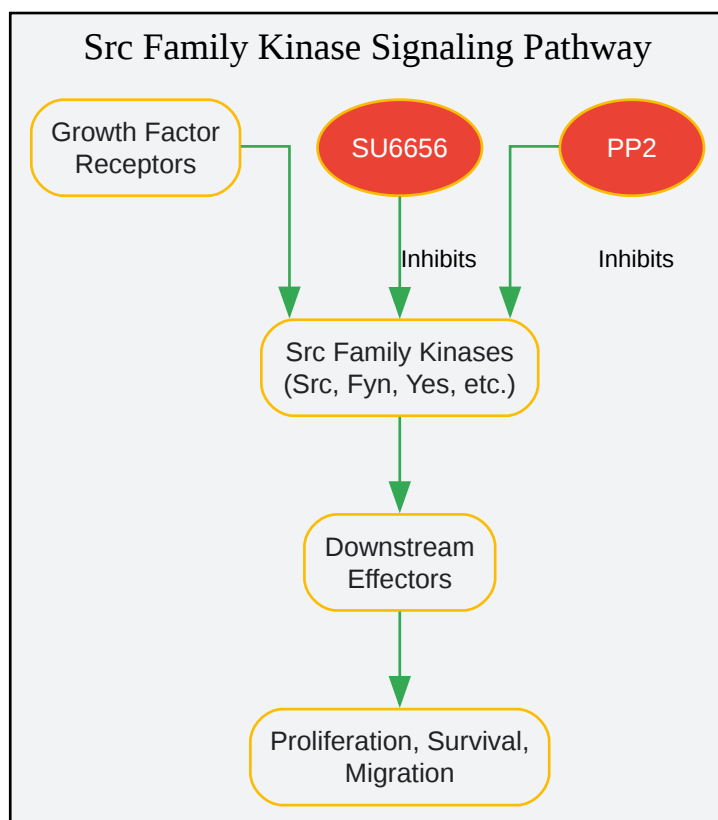 Src Family Kinase Signaling Pathway
Growth Factor
Receptors
SU6656
PP2
Inhibits
Inhibits
Src Family Kinases
(Src, Fyn, Yes, etc.)
Downstream
Effectors
Proliferation, Survival,
Migration